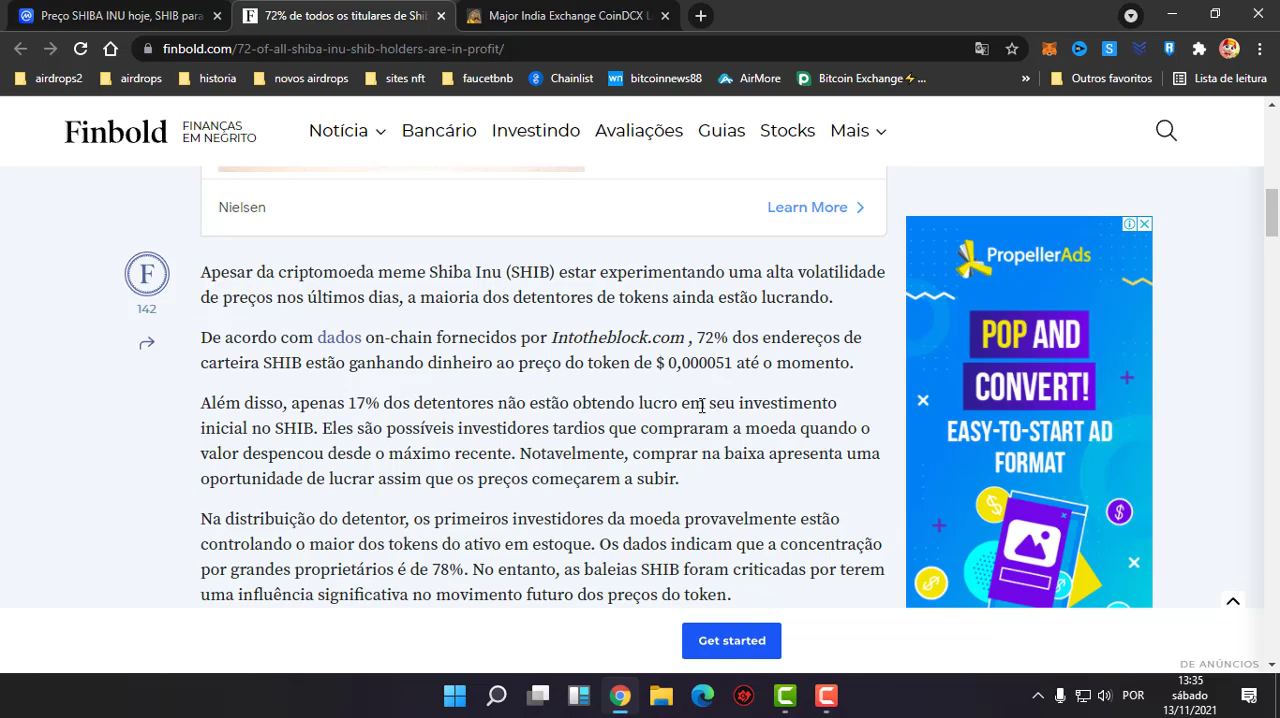 Preço SHIBA INU hoje, SHIB para
72% de todos os titulares de Shi
Major India Exchange CoinDCX L
finbold.com/72-of-all-shiba-inu-shib-holders-are-in-profit/
airdrops2
airdrops
historia
novos airdrops
sites nft
faucetbnb
Chainlist
bitcoinnews88
AirMore
Bitcoin Exchange⚡...
»
Outros favoritos
Lista de leitura
Finbold
FINANÇAS
EM NEGRITO
Notícia
Bancário
Investindo
Avaliações
Guias
Stocks
Mais
Nielsen
Learn More
F
142
Apesar da criptomoeda meme Shiba Inu (SHIB) estar experimentando uma alta volatilidade
de preços nos últimos dias, a maioria dos detentores de tokens ainda estão lucrando.
De acordo com dados on-chain fornecidos por Intotheblock.com , 72% dos endereços de
carteira SHIB estão ganhando dinheiro ao preço do token de $ 0,000051 até o momento.
Além disso, apenas 17% dos detentores não estão obtendo lucro em seu investimento
inicial no SHIB. Eles são possíveis investidores tardios que compraram a moeda quando o
valor despencou desde o máximo recente. Notavelmente, comprar na baixa apresenta uma
oportunidade de lucrar assim que os preços começarem a subir.
Na distribuição do detentor, os primeiros investidores da moeda provavelmente estão
controlando o maior dos tokens do ativo em estoque. Os dados indicam que a concentração
por grandes proprietários é de 78%. No entanto, as baleias SHIB foram criticadas por terem
uma influência significativa no movimento futuro dos preços do token.
PropellerAds
POP AND
CONVERT!
EASY-TO-START AD
FORMAT
Get started
DE ANÚNCIOS
POR
13:35
sábado
13/11/2021